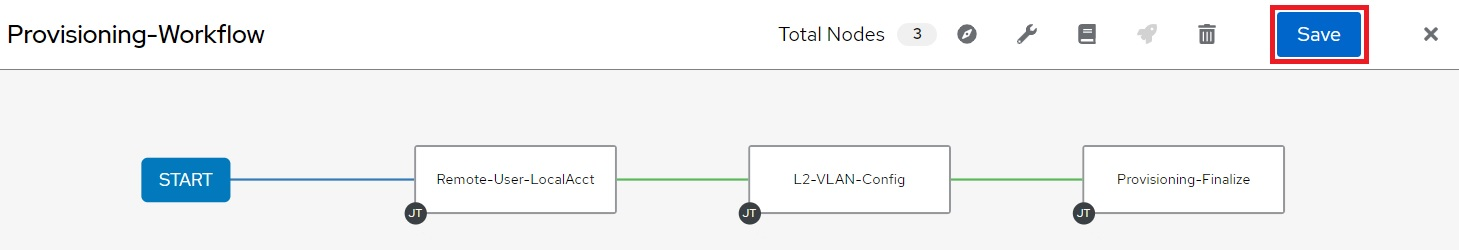 Provisioning-Workflow
Total Nodes 3
Save
START
Remote-User-LocalAcct
JT
L2-VLAN-Config
JT
Provisioning-Finalize
JT